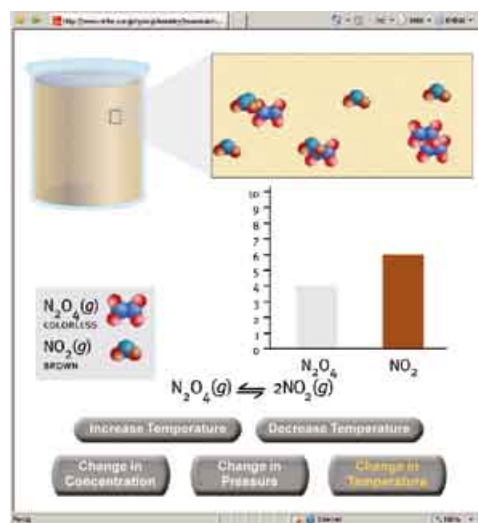 10
9
8
7
6
5
4
3
2
1
0
N₂O₄ NO₂
N₂O₄(g)
COLORLESS
NO₂(g)
BROWN
N₂O₄(g) ⇌ 2NO₂(g)
Increase Temperature Decrease Temperature
Change in Concentration
Change in Pressure
Change in Temperature
Internet